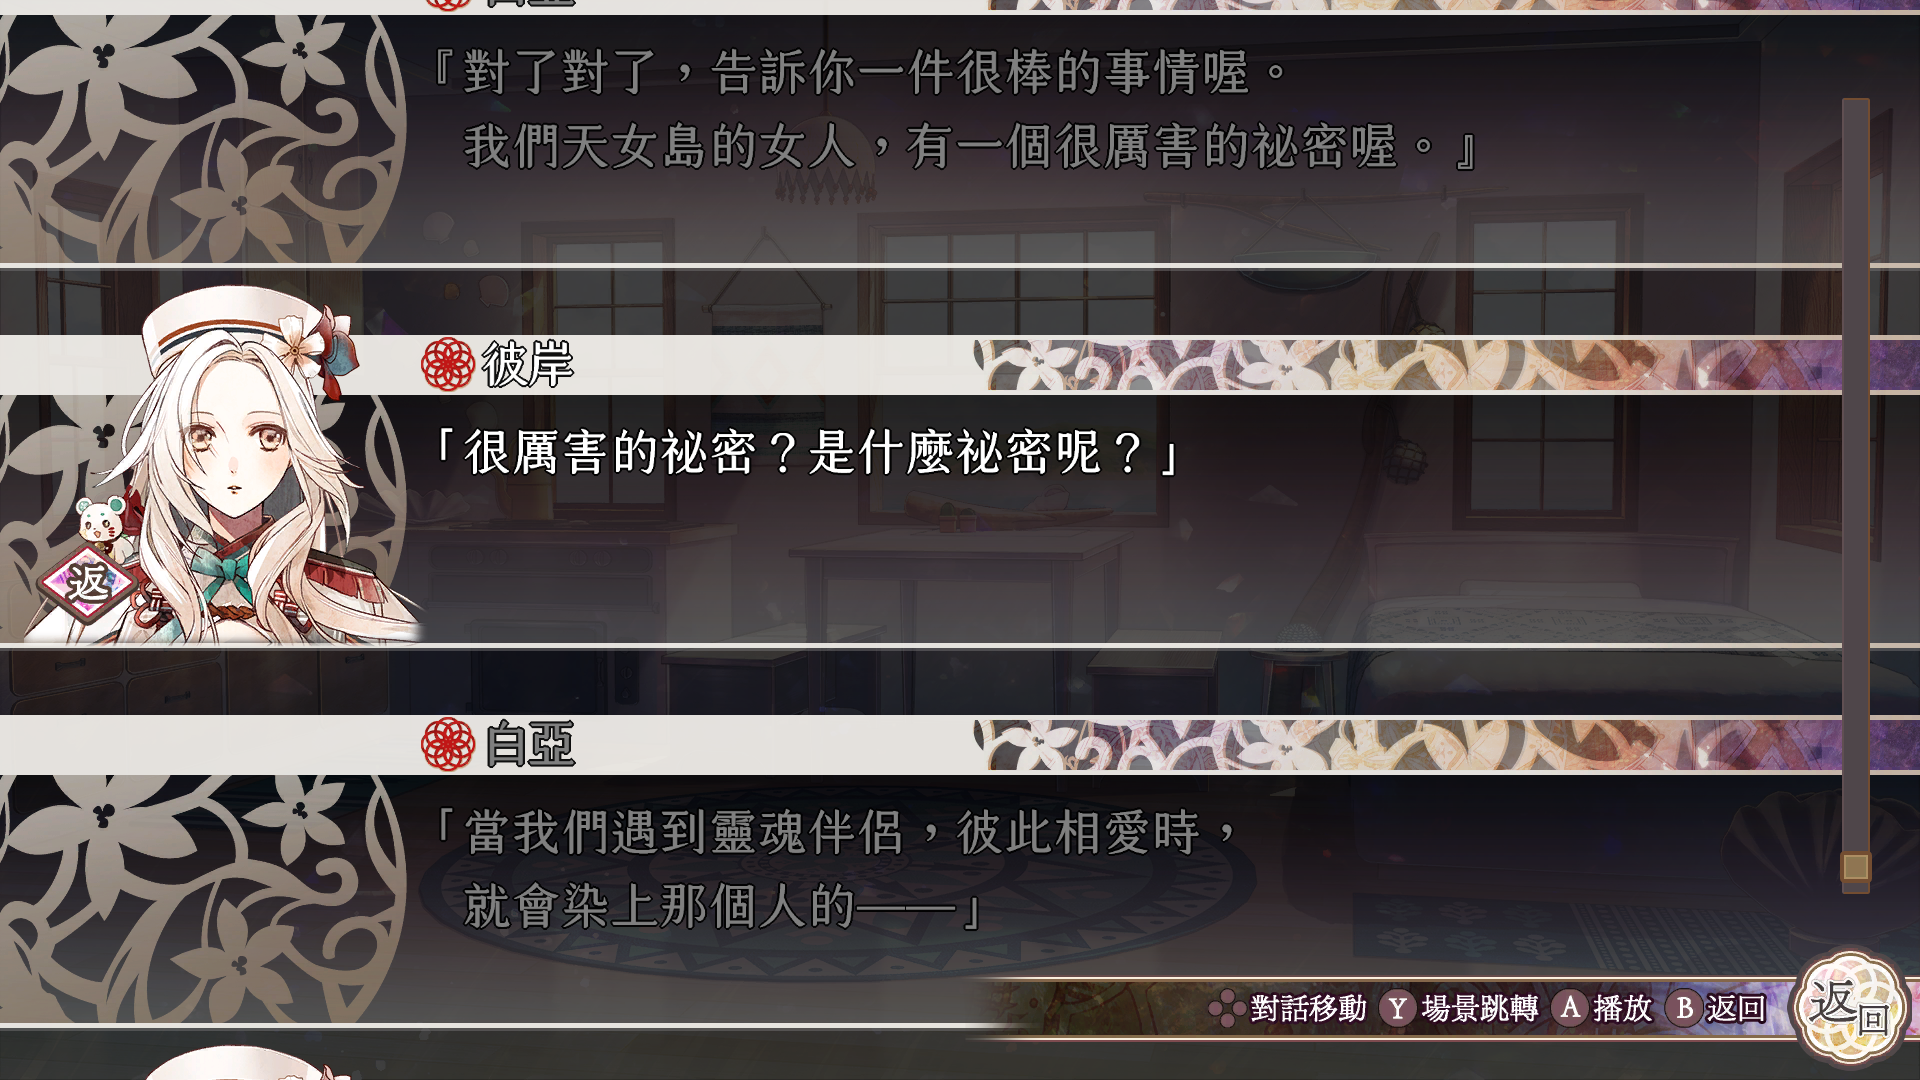 『對了對了，告訴你一件很棒的事情喔。
我們天女島的女人，有一個很厲害的祕密喔。』
彼岸
「很厲害的祕密？是什麼祕密呢？」
返
白亞
「當我們遇到靈魂伴侶，彼此相愛時，
就會染上那個人的——」
對話移動 Y 場景跳轉 A 播放 B 返回
返回